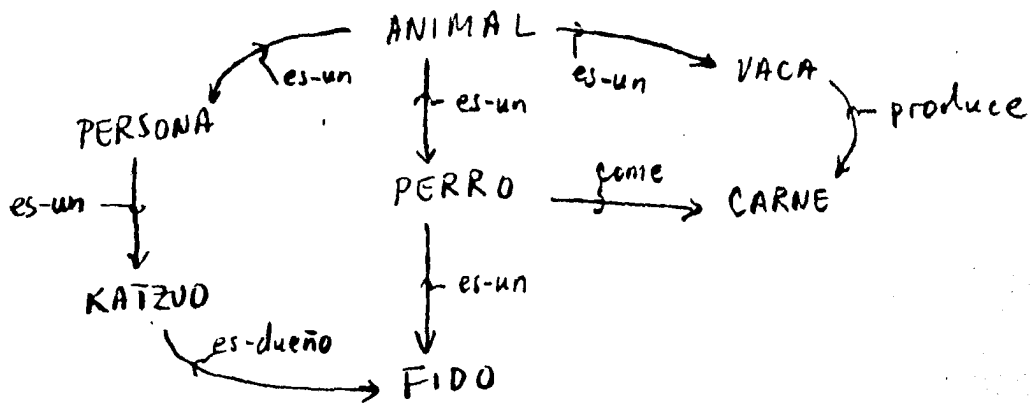 ANIMAL
es-un
es-un
es-un
VACA
produce
PERSONA
es-un
PERRO
come
CARNE
es-un
KATZUO
es-dueño
FIDO